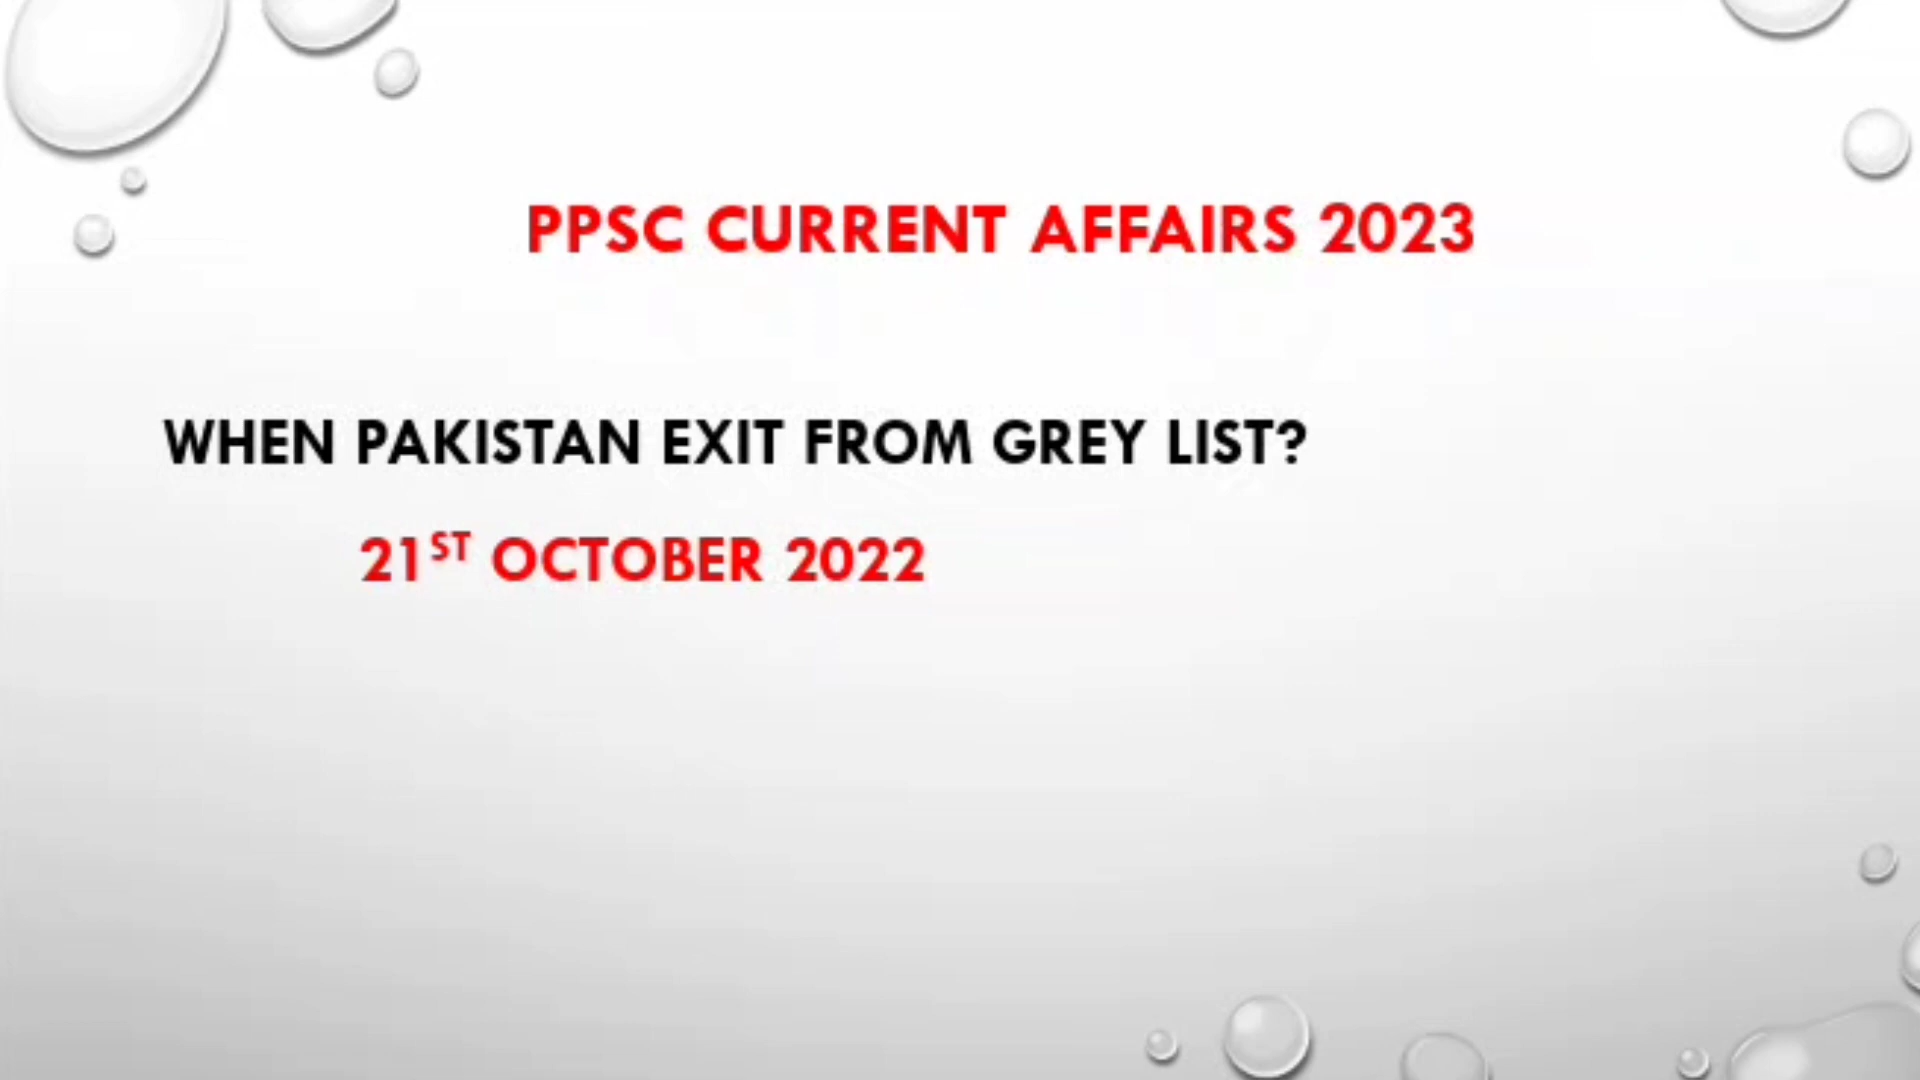 PPSC CURRENT AFFAIRS 2023
WHEN PAKISTAN EXIT FROM GREY LIST?
21ST OCTOBER 2022